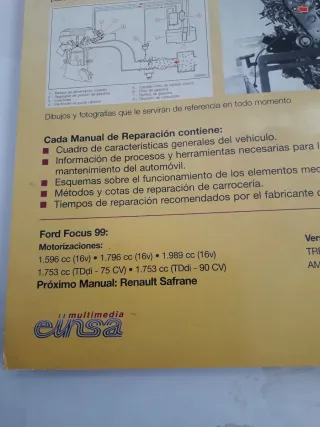 Dibujos y fotografías que le servirán de referencia en todo momento
Cada Manual de Reparación contiene:
Cuadro de características generales del vehículo.
Información de procesos y herramientas necesarias para l
mantenimiento del automóvil.
Esquemas sobre el funcionamiento de los elementos mec
Métodos y cotas de reparación de carrocería.
Tiempos de reparación recomendados por el fabricante
Ford Focus 99:
Motorizaciones:
1.596 cc (16v) • 1.796 cc (16v) • 1.989 cc (16v)
1.753 cc (TDdi - 75 CV) • 1.753 cc (TDdi - 90 CV)
Próximo Manual: Renault Safrane
Vers
TRE
AM
multimedia
einsa